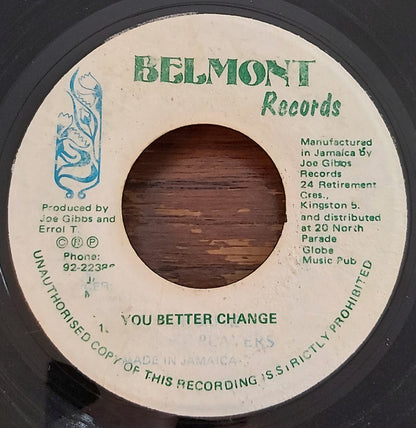 BELMONT
Records
Manufactured
in Jamaica by
Joe Gibbs
Records
24 Retirement
Cres.,
Kingston 5.
and distributed
at 20 North
Parade
Globe
Music Pub
Produced by
Joe Gibbs and
Errol T.
Ⓒ Ⓡ Ⓟ
Phone:
YOU BETTER CHANGE
MADE IN JAMAICA
UNAUTHORISED COPY OF THIS RECORDING IS STRICTLY PROHIBITED